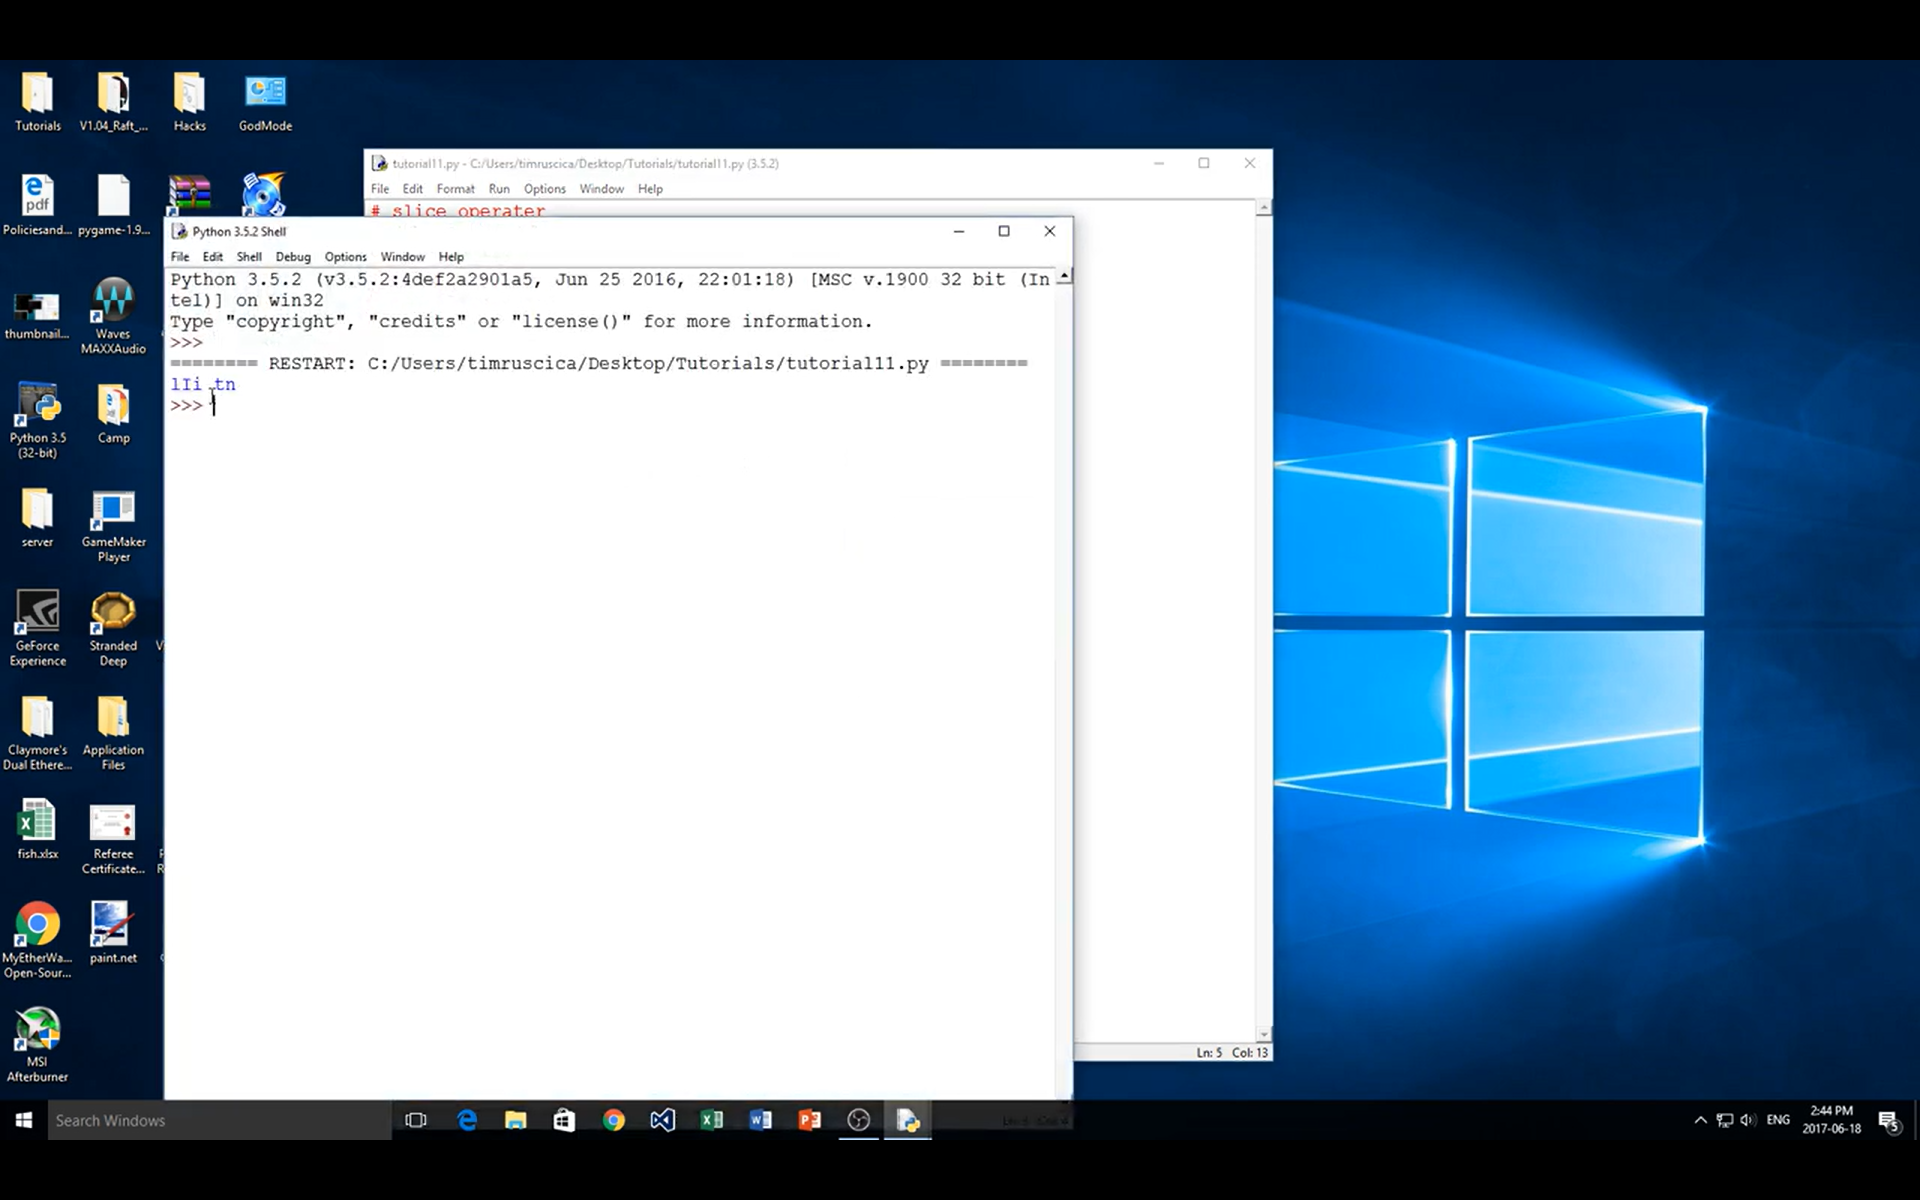 Tutorials
V1.04_Raft_...
Hacks
GodMode
Policiesand...
pygame-1.9...
thumbnail...
Waves
MAXXAudio
Python 3.5
(32-bit)
Camp
server
GameMaker
Player
GeForce
Experience
Stranded
Deep
Claymore's
Dual Ethere...
Application
Files
fish.xlsx
Referee
Certificate...
MyEtherWa...
Open-Sour...
paint.net
MSI
Afterburner
tutorial11.py - C:/Users/timruscica/Desktop/Tutorials/tutorial11.py (3.5.2)
File Edit Format Run Options Window Help
# slice operater
Python 3.5.2 Shell
File Edit Shell Debug Options Window Help
Python 3.5.2 (v3.5.2:4def2a2901a5, Jun 25 2016, 22:01:18) [MSC v.1900 32 bit (In
tel)] on win32
Type "copyright", "credits" or "license()" for more information.
>>>
======== RESTART: C:/Users/timruscica/Desktop/Tutorials/tutorial11.py ========
lIi tn
>>>
Ln: 5 Col: 13
Search Windows
ENG
2:44 PM
2017-06-18
5